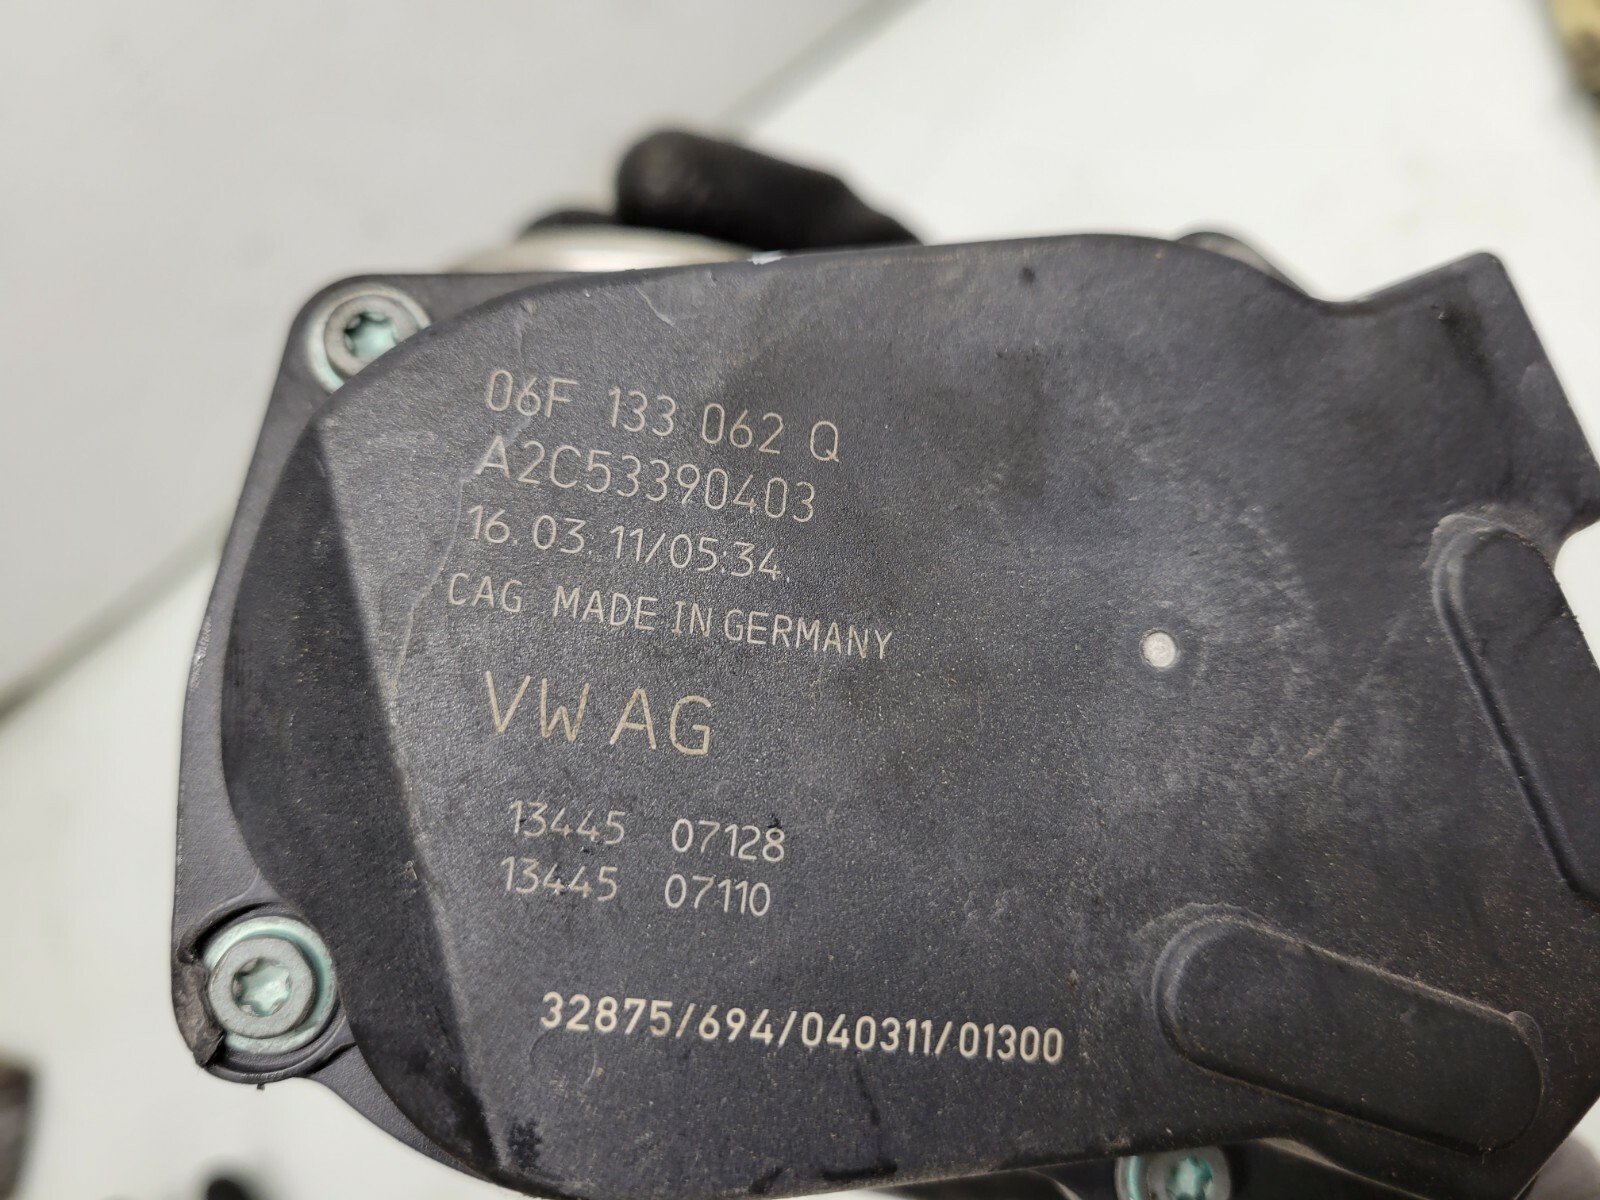 06F 133 062 Q
A2C53390403
16. 03. 11/05:34.
CAG MADE IN GERMANY
VW AG
13445 07128
13445 07110
32875/694/040311/01300